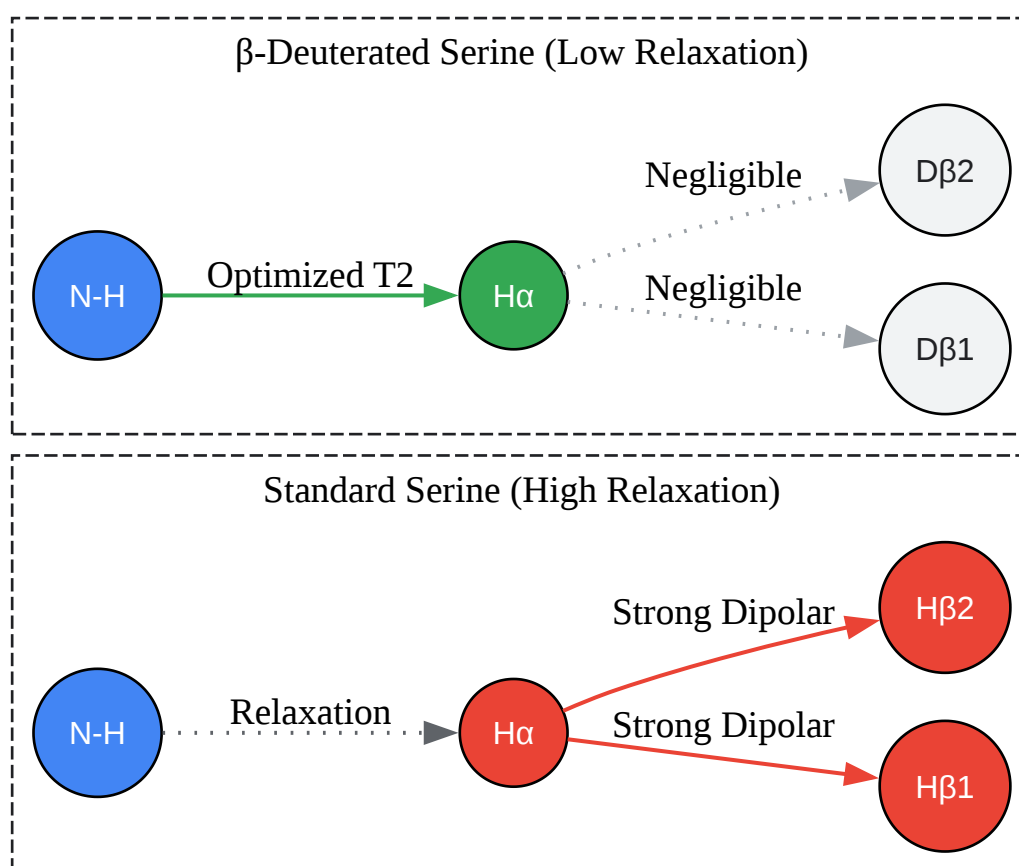 β-Deuterated Serine (Low Relaxation)
Dβ2
Negligible
N-H
Optimized T2
Hα
Negligible
Dβ1
Standard Serine (High Relaxation)
Hβ2
Strong Dipolar
N-H
Relaxation
Hα
Strong Dipolar
Hβ1